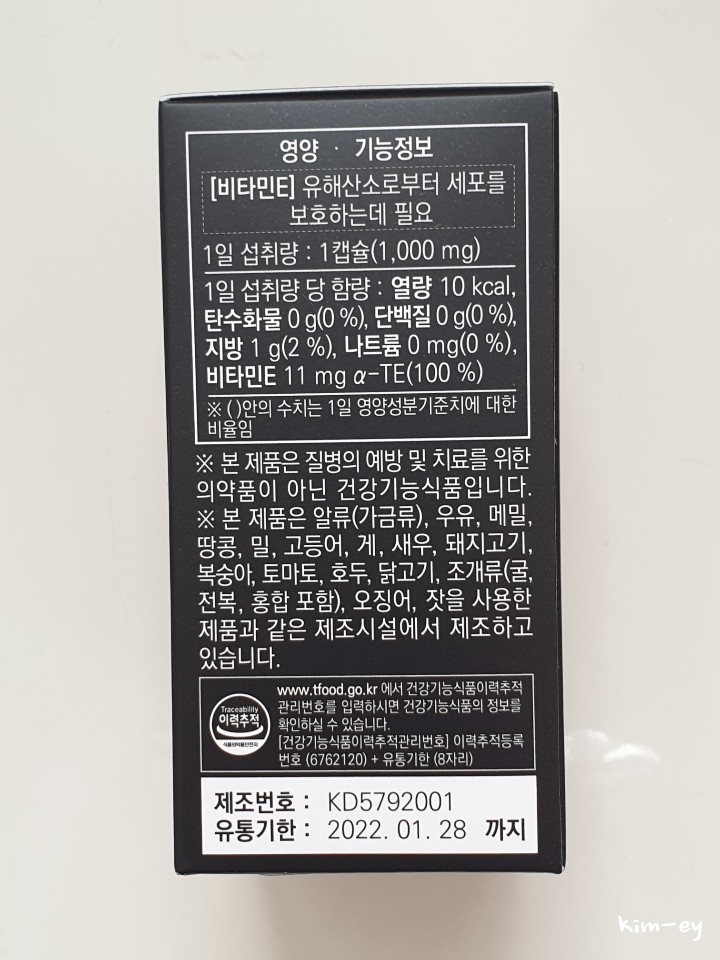 영양 · 기능정보
[비타민E] 유해산소로부터 세포를
보호하는데 필요
1일 섭취량 : 1캡슐(1,000 mg)
1일 섭취량 당 함량 : 열량 10 kcal,
탄수화물 0 g(0 %), 단백질 0 g(0 %),
지방 1 g(2 %), 나트륨 0 mg(0 %),
비타민E 11 mg α-TE(100 %)
※ ( )안의 수치는 1일 영양성분기준치에 대한
비율임
※ 본 제품은 질병의 예방 및 치료를 위한
의약품이 아닌 건강기능식품입니다.
※ 본 제품은 알류(가금류), 우유, 메밀,
땅콩, 밀, 고등어, 게, 새우, 돼지고기,
복숭아, 토마토, 호두, 닭고기, 조개류(굴,
전복, 홍합 포함), 오징어, 잣을 사용한
제품과 같은 제조시설에서 제조하고
있습니다.
Traceability
이력추적
식품의약품안전처
www.tfood.go.kr 에서 건강기능식품이력추적
관리번호를 입력하시면 건강기능식품의 정보를
확인하실 수 있습니다.
[건강기능식품이력추적관리번호] 이력추적등록
번호 (6762120) + 유통기한 (8자리)
제조번호 : KD5792001
유통기한 : 2022. 01. 28 까지
kim-ey